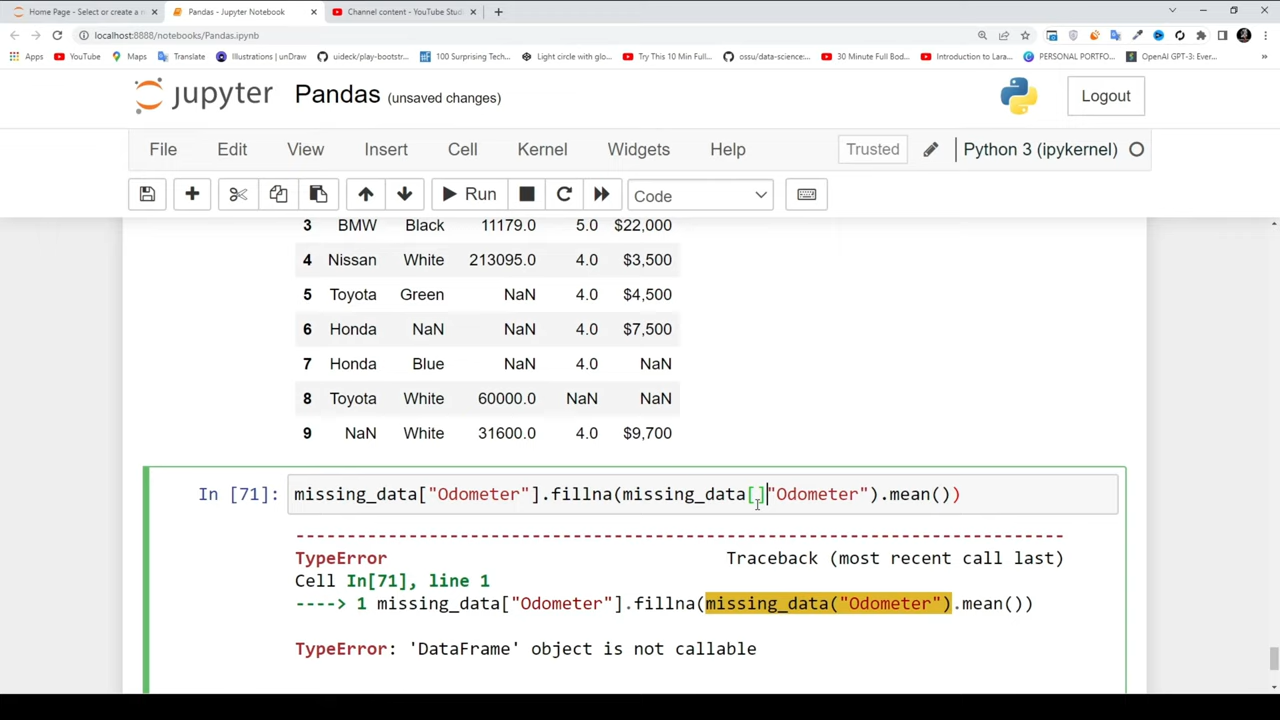 Home Page - Select or create a n
Pandas - Jupyter Notebook
Channel content - YouTube Stud
localhost:8888/notebooks/Pandas.ipynb
Apps YouTube Maps Translate Illustrations | unDraw uideck/play-bootstr... 100 Surprising Tech... Light circle with glo... Try This 10 Min Full... ossu/data-science:... 30 Minute Full Bod... Introduction to Lara... PERSONAL PORTFO... OpenAI GPT-3: Ever... »
jupyter Pandas (unsaved changes) Logout
File Edit View Insert Cell Kernel Widgets Help Trusted Python 3 (ipykernel)
Run Code
3 BMW Black 11179.0 5.0 $22,000
4 Nissan White 213095.0 4.0 $3,500
5 Toyota Green NaN 4.0 $4,500
6 Honda NaN NaN 4.0 $7,500
7 Honda Blue NaN 4.0 NaN
8 Toyota White 60000.0 NaN NaN
9 NaN White 31600.0 4.0 $9,700
In [71]: missing_data["Odometer"].fillna(missing_data[]"Odometer").mean())
---------------------------------------------------------------------------
TypeError Traceback (most recent call last)
Cell In[71], line 1
----> 1 missing_data["Odometer"].fillna(missing_data("Odometer").mean())
TypeError: 'DataFrame' object is not callable